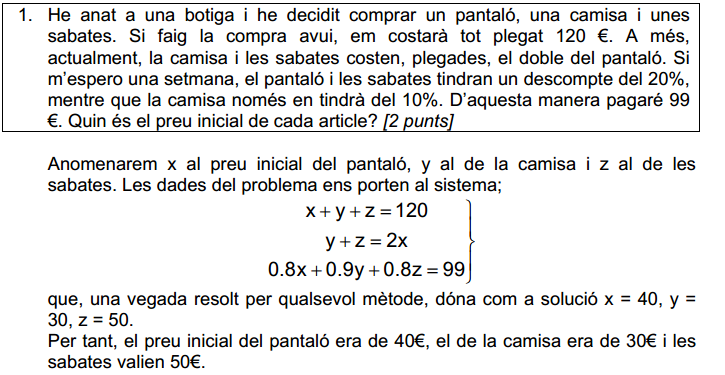 1. He anat a una botiga i he decidit comprar un pantaló, una camisa i unes
sabates. Si faig la compra avui, em costarà tot plegat 120 €. A més,
actualment, la camisa i les sabates costen, plegades, el doble del pantaló. Si
m'espero una setmana, el pantaló i les sabates tindran un descompte del 20%,
mentre que la camisa només en tindrà del 10%. D'aquesta manera pagaré 99
€. Quin és el preu inicial de cada article? [2 punts]
Anomenarem x al preu inicial del pantaló, y al de la camisa i z al de les
sabates. Les dades del problema ens porten al sistema;
x + y + z = 120
y + z = 2x
0.8x + 0.9y + 0.8z = 99
que, una vegada resolt per qualsevol mètode, dóna com a solució x = 40, y =
30, z = 50.
Per tant, el preu inicial del pantaló era de 40€, el de la camisa era de 30€ i les
sabates valien 50€.